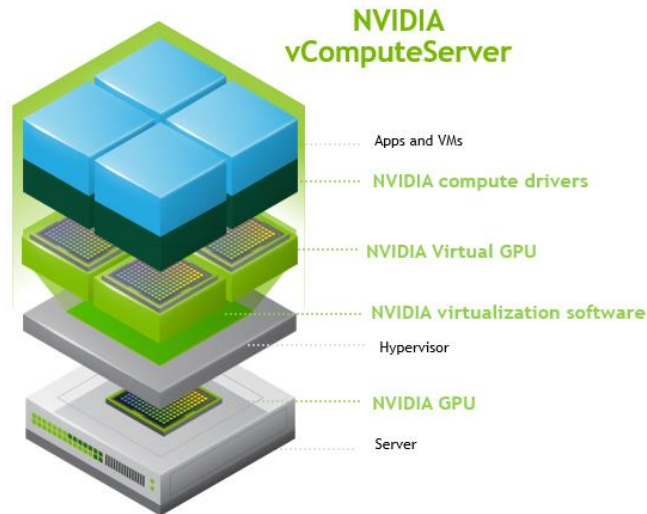 NVIDIA
vComputeServer
Apps and VMs
NVIDIA compute drivers
NVIDIA Virtual GPU
NVIDIA virtualization software
Hypervisor
NVIDIA GPU
Server